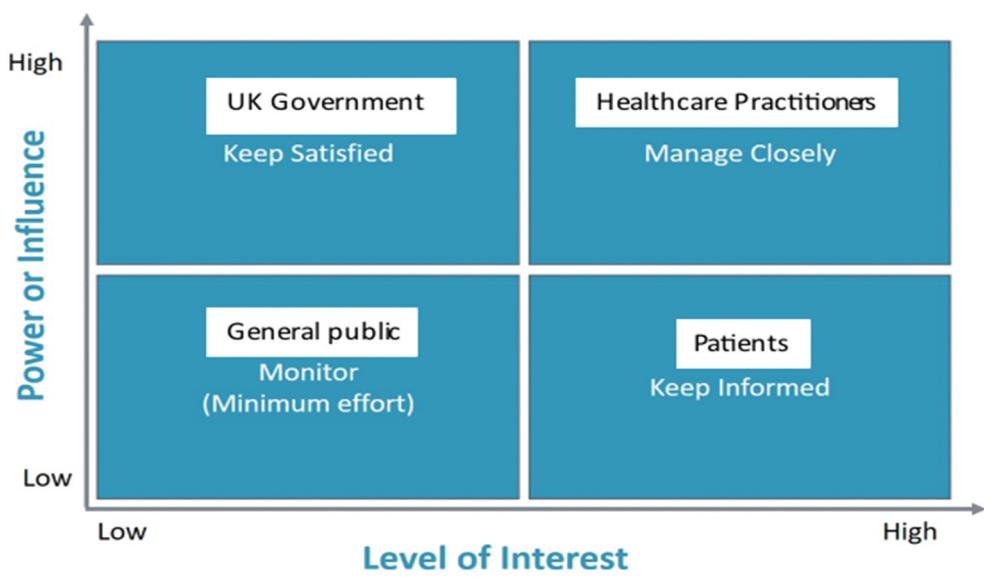 High
Power or Influence
Low
UK Government
Keep Satisfied
Healthcare Practitioners
Manage Closely
General public
Monitor
(Minimum effort)
Patients
Keep Informed
Low
High
Level of Interest